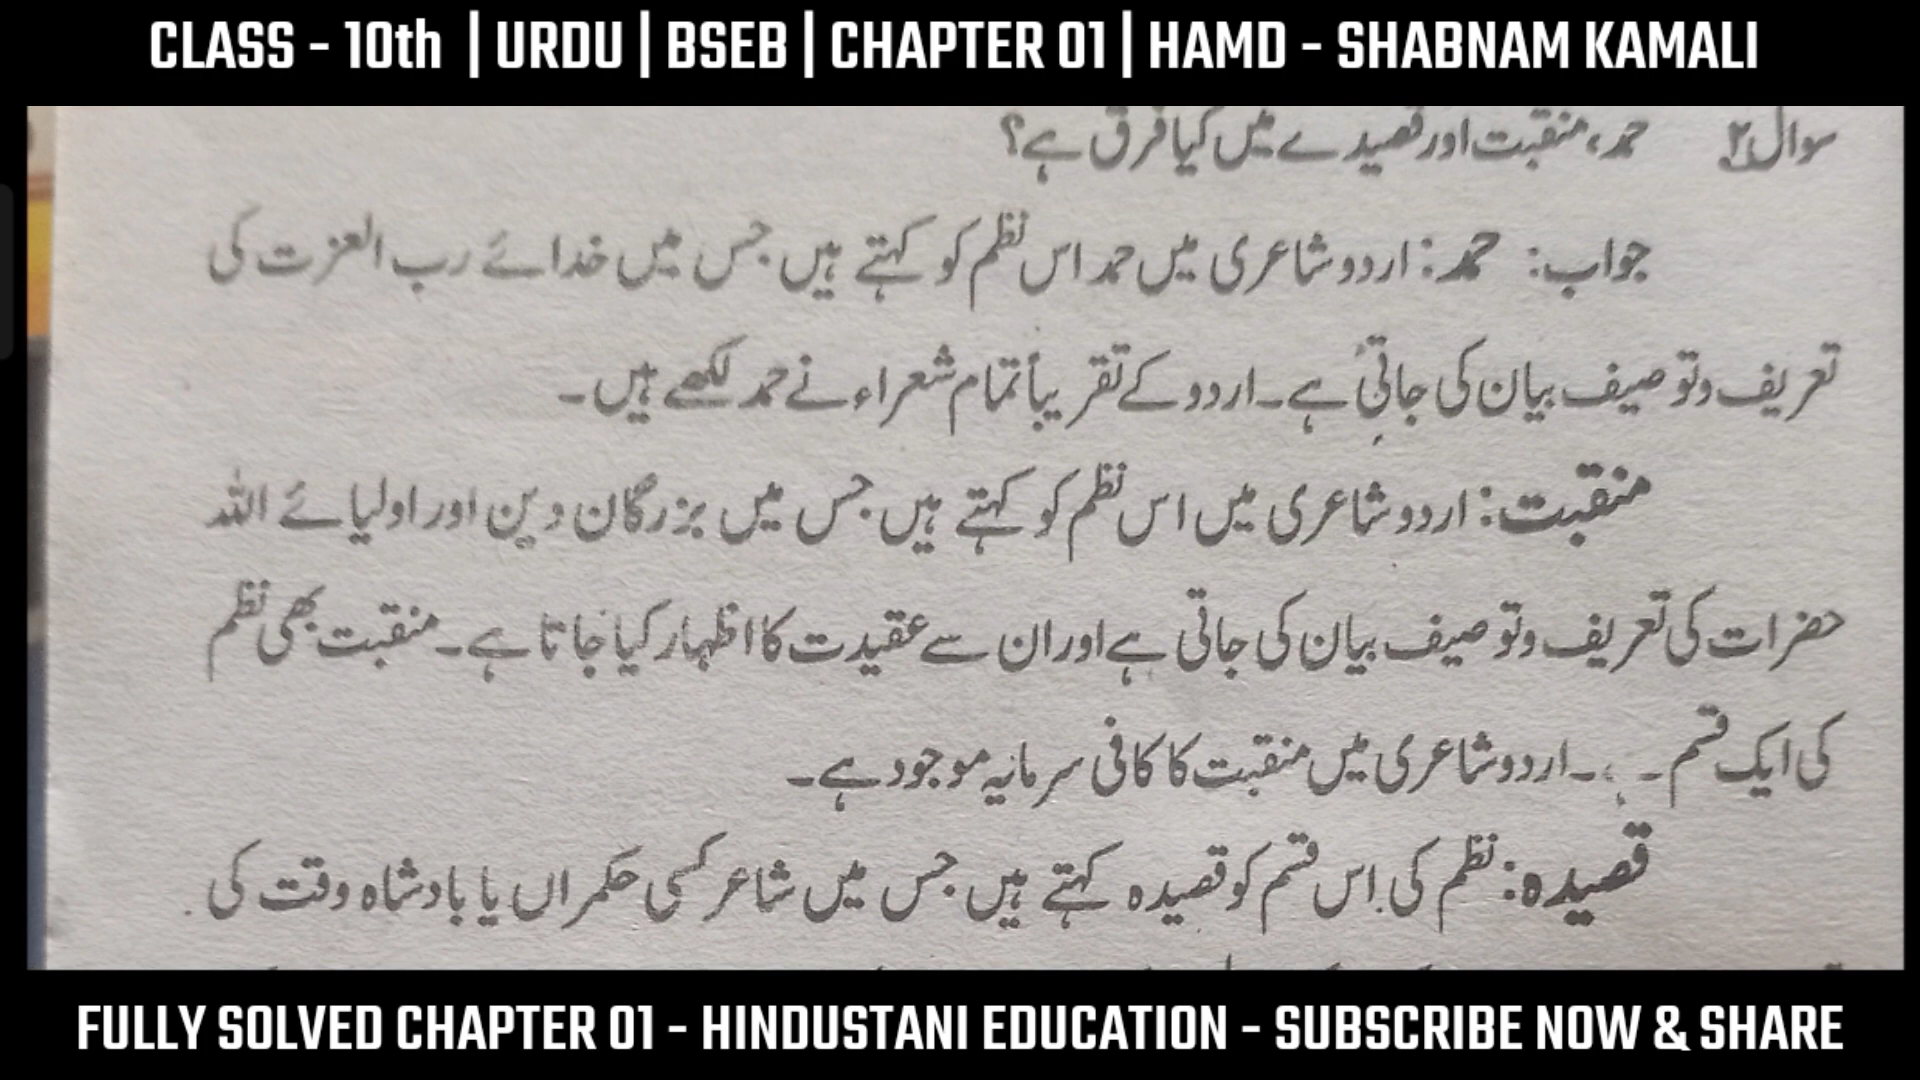 CLASS - 10th | URDU | BSEB | CHAPTER 01 | HAMD - SHABNAM KAMALI
سوال ۲ حمد، منقبت اور قصیدے میں کیا فرق ہے؟
جواب: حمد: اردو شاعری میں حمد اس نظم کو کہتے ہیں جس میں خدائے رب العزت کی
تعریف و توصیف بیان کی جاتی ہے۔ اردو کے تقریباً تمام شعراء نے حمد لکھے ہیں۔
منقبت: اردو شاعری میں اس نظم کو کہتے ہیں جس میں بزرگان دین اور اولیائے اللہ
حضرات کی تعریف و توصیف بیان کی جاتی ہے اور ان سے عقیدت کا اظہار کیا جاتا ہے۔ منقبت بھی نظم
کی ایک قسم ۔ ۔ اردو شاعری میں منقبت کا کافی سرمایہ موجود ہے۔
قصیدہ: نظم کی اس قسم کو قصیدہ کہتے ہیں جس میں شاعر کسی حکمراں یا بادشاہ وقت کی
FULLY SOLVED CHAPTER 01 - HINDUSTANI EDUCATION - SUBSCRIBE NOW & SHARE